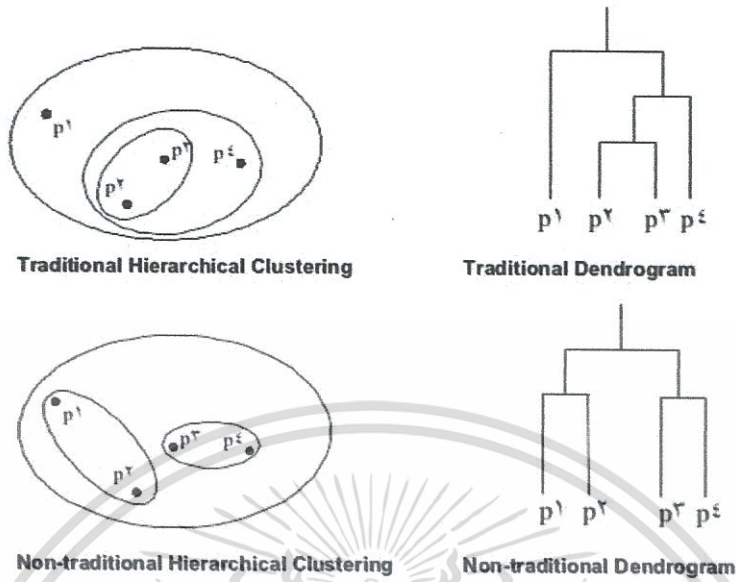 p١
p٣
p٤
p٢
p١ p٢ p٣ p٤
Traditional Hierarchical Clustering
Traditional Dendrogram
p١
p٣
p٤
p٢
p١ p٢ p٣ p٤
Non-traditional Hierarchical Clustering
Non-traditional Dendrogram